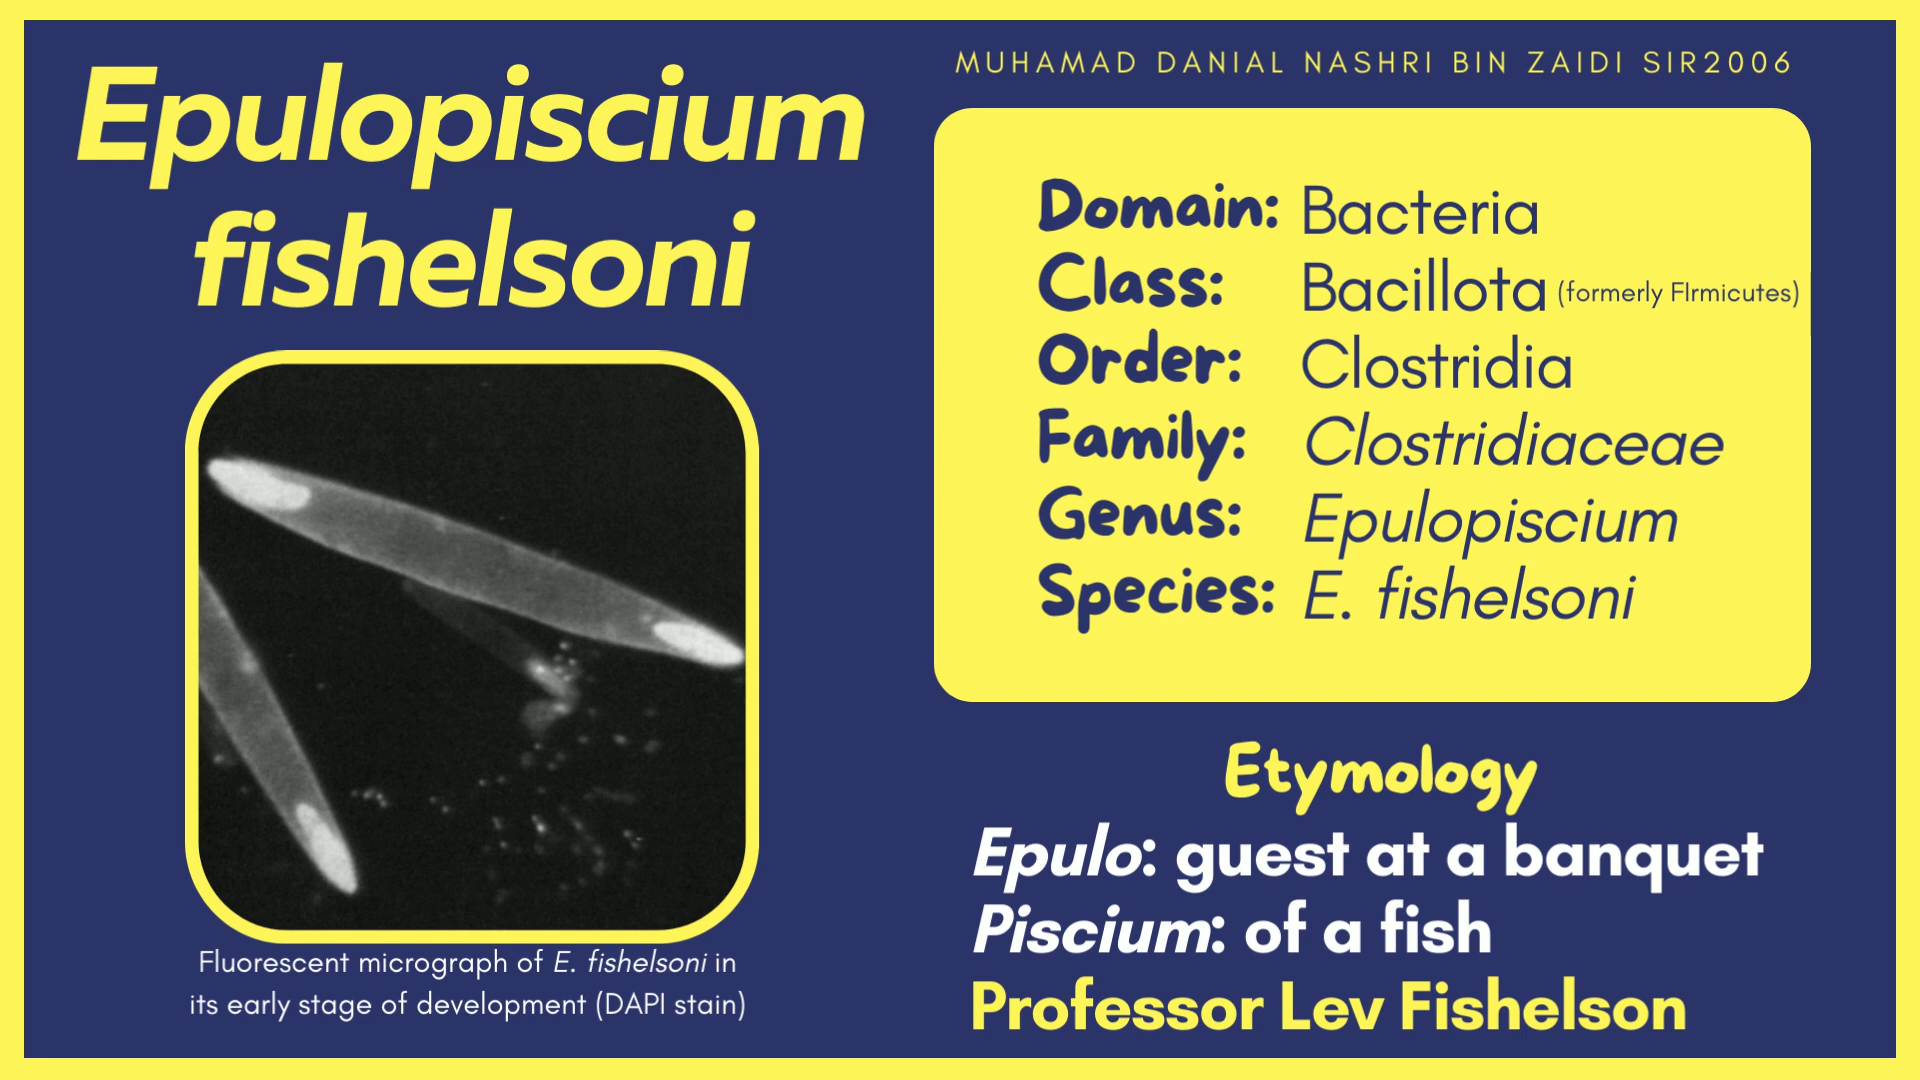 Epulopiscium
fishelsoni
Fluorescent micrograph of E. fishelsoni in
its early stage of development (DAPI stain)
MUHAMAD DANIAL NASHRI BIN ZAIDI SIR2006
Domain: Bacteria
Class: Bacillota (formerly FIrmicutes)
Order: Clostridia
Family: Clostridiaceae
Genus: Epulopiscium
Species: E. fishelsoni
Etymology
Epulo: guest at a banquet
Piscium: of a fish
Professor Lev Fishelson